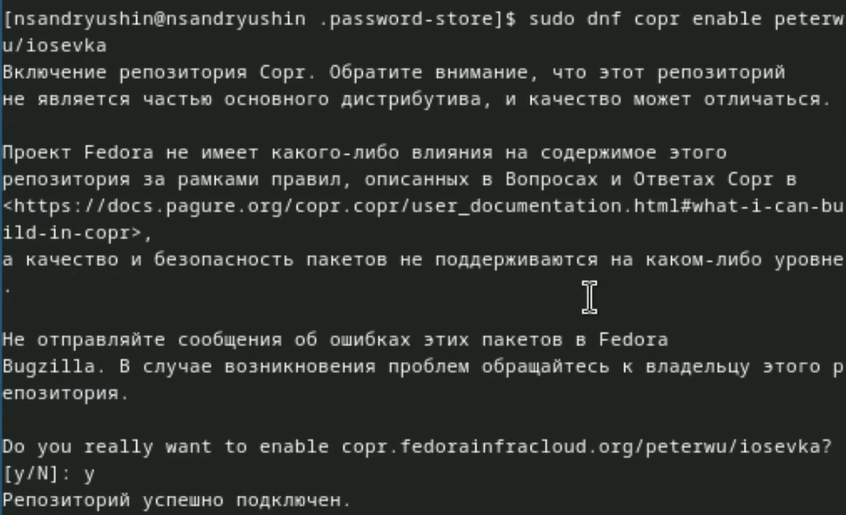 [nsandryushin@nsandryushin .password-store]$ sudo dnf copr enable peterw
u/iosevka
Включение репозитория Copr. Обратите внимание, что этот репозиторий
не является частью основного дистрибутива, и качество может отличаться.
Проект Fedora не имеет какого-либо влияния на содержимое этого
репозитория за рамками правил, описанных в Вопросах и Ответах Copr в
<https://docs.pagure.org/copr.copr/user_documentation.html#what-i-can-bu
ild-in-copr>,
а качество и безопасность пакетов не поддерживаются на каком-либо уровне
.
Не отправляйте сообщения об ошибках этих пакетов в Fedora
Bugzilla. В случае возникновения проблем обращайтесь к владельцу этого р
епозитория.
Do you really want to enable copr.fedorainfracloud.org/peterwu/iosevka?
[y/N]: y
Репозиторий успешно подключен.